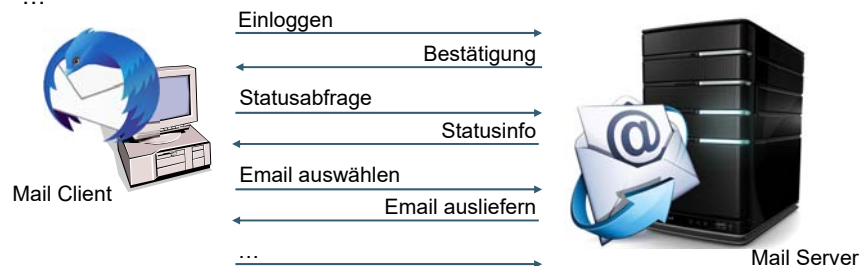 …
Einloggen
Bestätigung
Statusabfrage
Statusinfo
Email auswählen
Mail Client
Email ausliefern
…
Mail Server
@